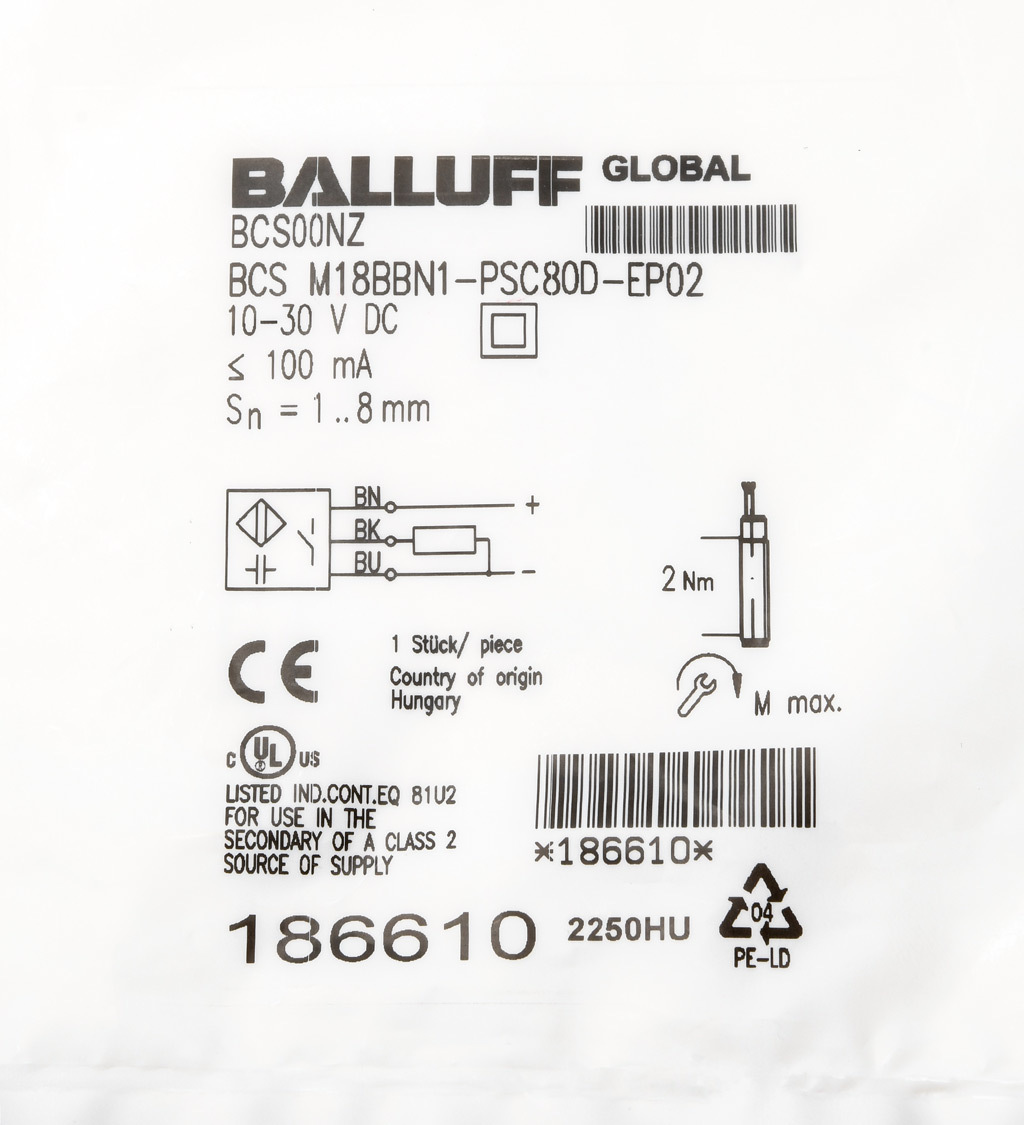 BALLUFF GLOBAL
BCS00NZ
BCS M18BBN1-PSC80D-EP02
10-30 V DC
≤ 100 mA
Sn = 1..8mm
BN +
BK
BU -
2 Nm
M max.
CE
1 Stück/ piece
Country of origin
Hungary
C UL US
LISTED IND.CONT.EQ 81U2
FOR USE IN THE
SECONDARY OF A CLASS 2
SOURCE OF SUPPLY
*186610*
186610 2250HU
04
PE-LD